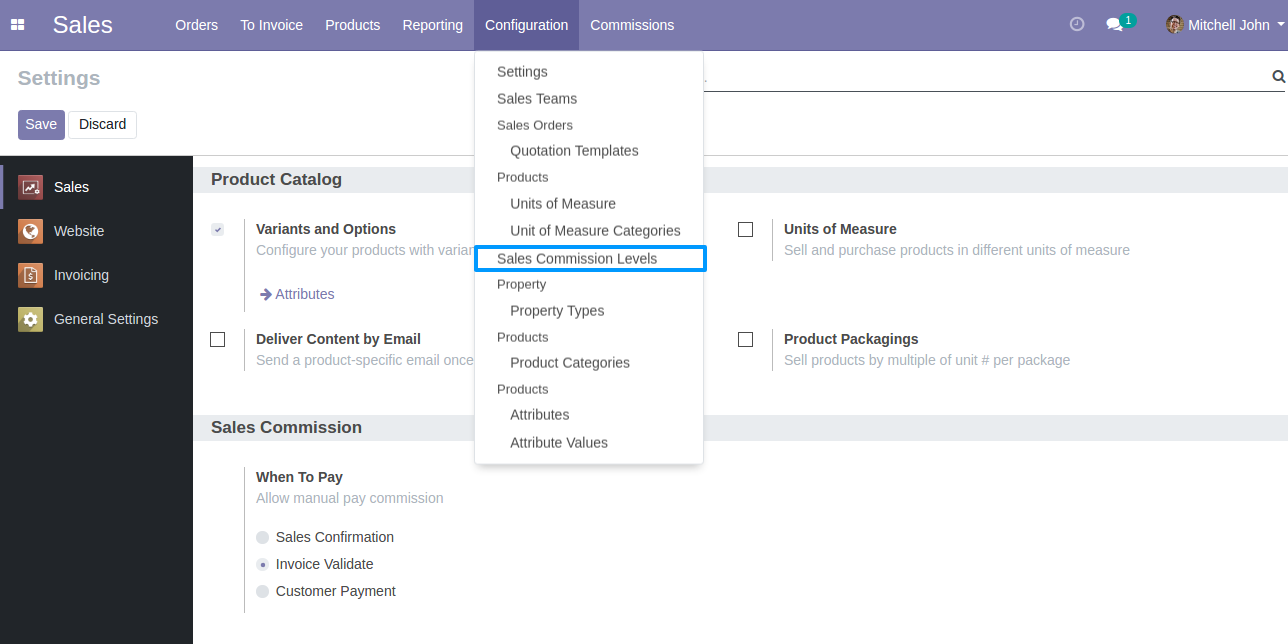 Sales Orders To Invoice Products Reporting Configuration Commissions 1 Mitchell John
Settings
.
Save Discard
Settings
Sales Teams
Sales Orders
Quotation Templates
Products
Units of Measure
Unit of Measure Categories
Sales Commission Levels
Property
Property Types
Products
Product Categories
Products
Attributes
Attribute Values
Sales
Website
Invoicing
General Settings
Product Catalog
Variants and Options
Configure your products with varian
Attributes
Units of Measure
Sell and purchase products in different units of measure
Deliver Content by Email
Send a product-specific email once
Product Packagings
Sell products by multiple of unit # per package
Sales Commission
When To Pay
Allow manual pay commission
Sales Confirmation
Invoice Validate
Customer Payment